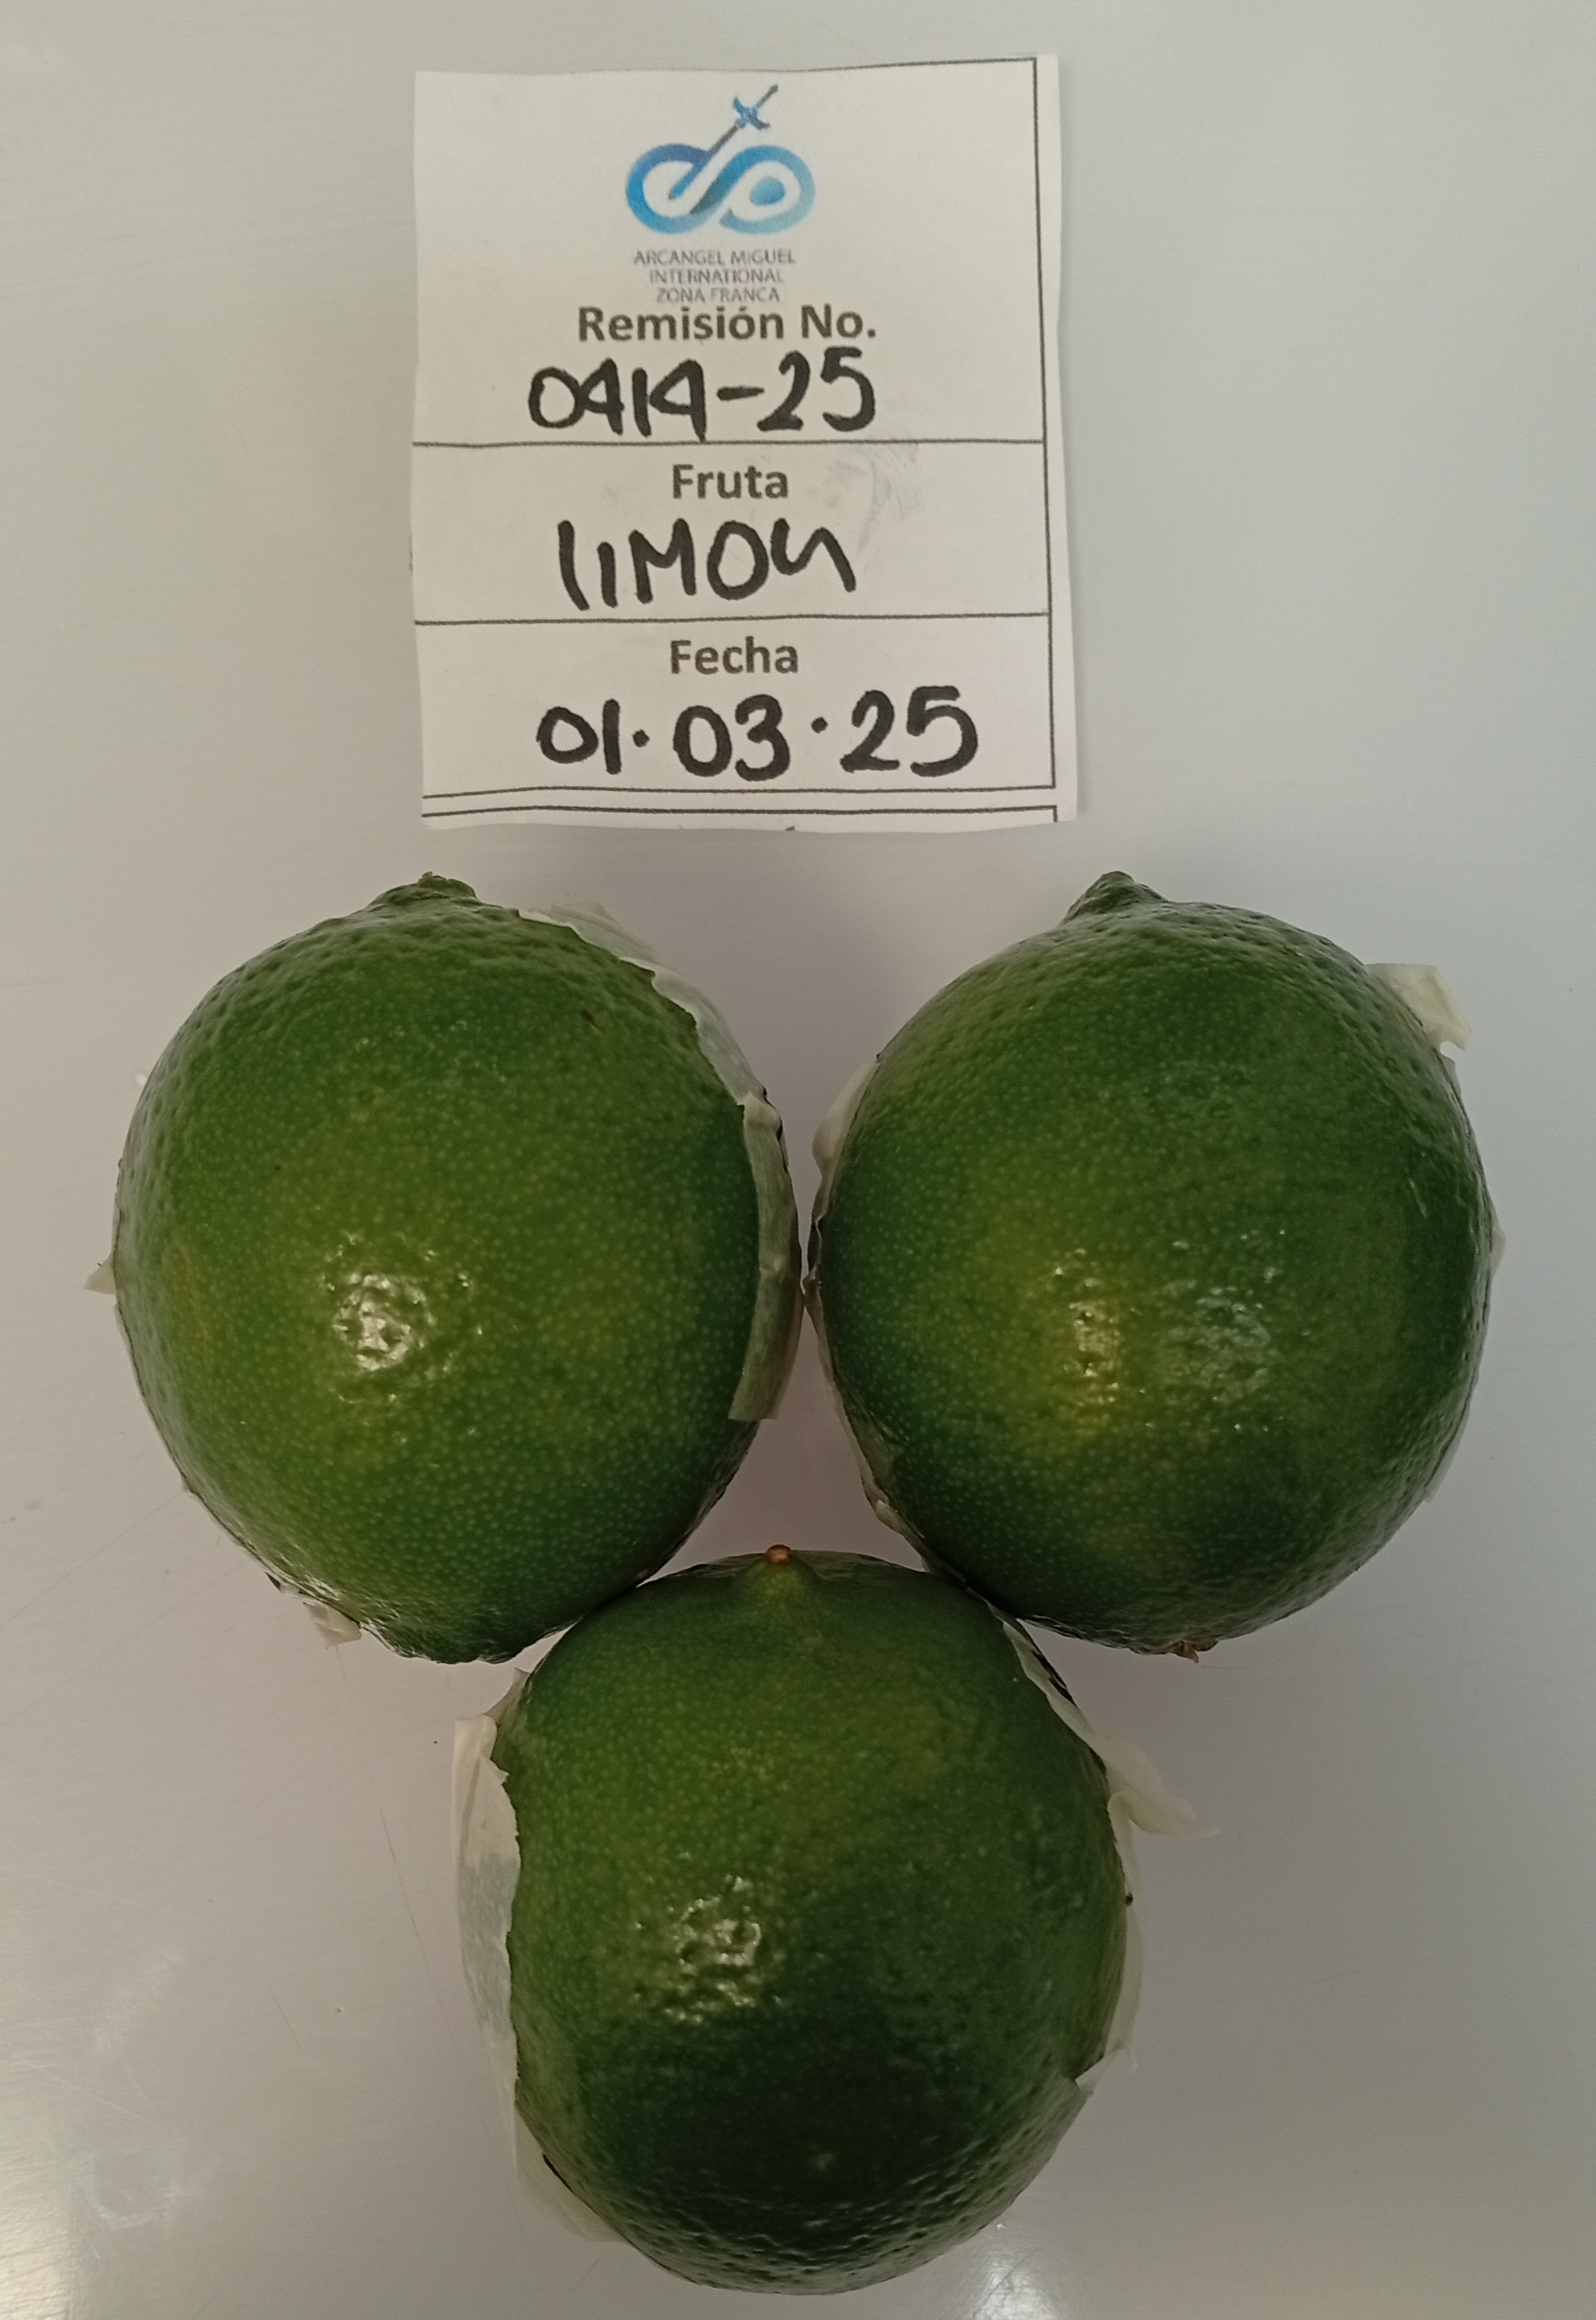 ARCANGEL MIGUEL
INTERNATIONAL
ZONA FRANCA
Remisión No.
0414-25
Fruta
lIMON
Fecha
01·03·25